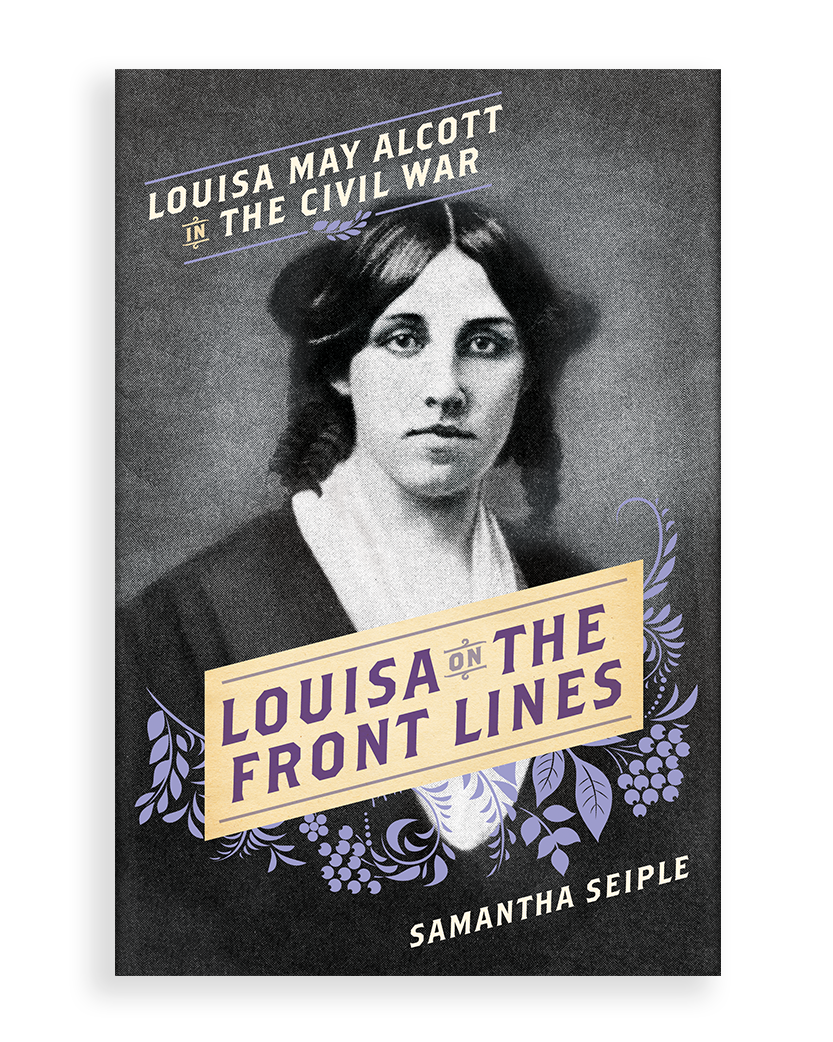 LOUISA MAY ALCOTT
IN THE CIVIL WAR
LOUISA ON THE
FRONT LINES
SAMANTHA SEIPLE